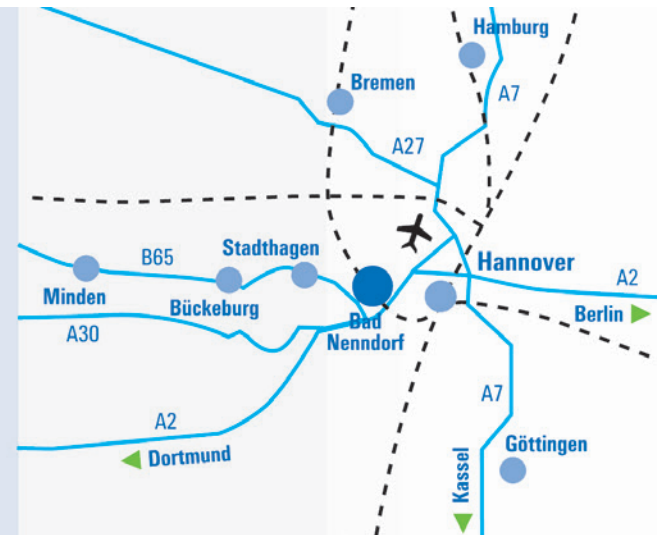 Hamburg
Bremen
A7
A27
Stadthagen
B65
Hannover
Minden
Bückeburg
A2
Bad
Nenndorf
Berlin
A30
A7
A2
Göttingen
Dortmund
Kassel